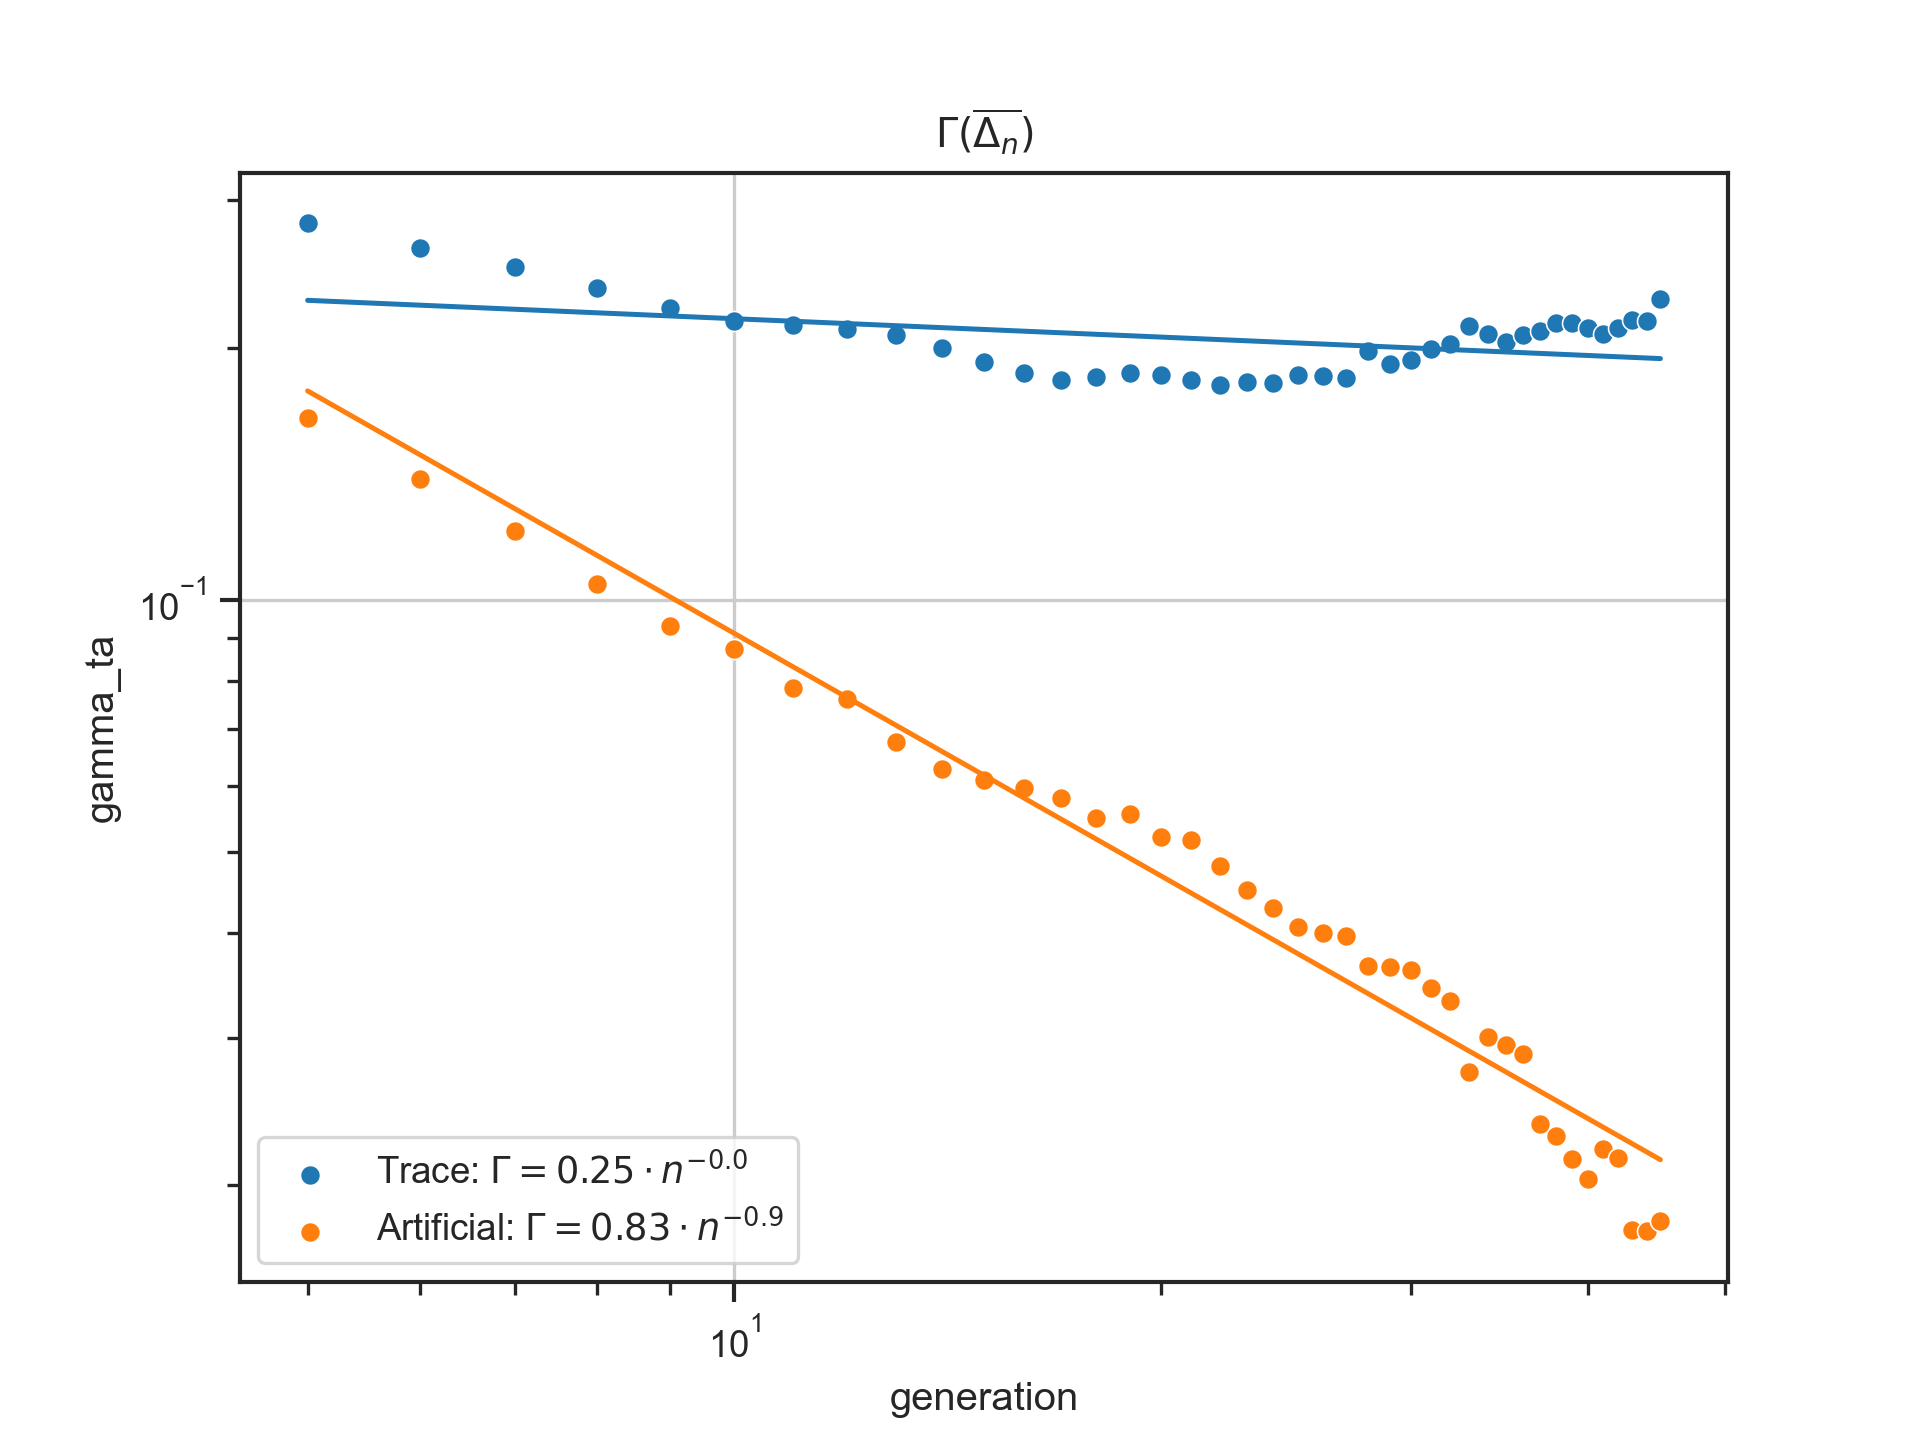 Γ(Δ̅ₙ̅)
10⁻¹
gamma_ta
Trace: Γ = 0.25 · n⁻⁰·⁰
Artificial: Γ = 0.83 · n⁻⁰·⁹
10¹
generation